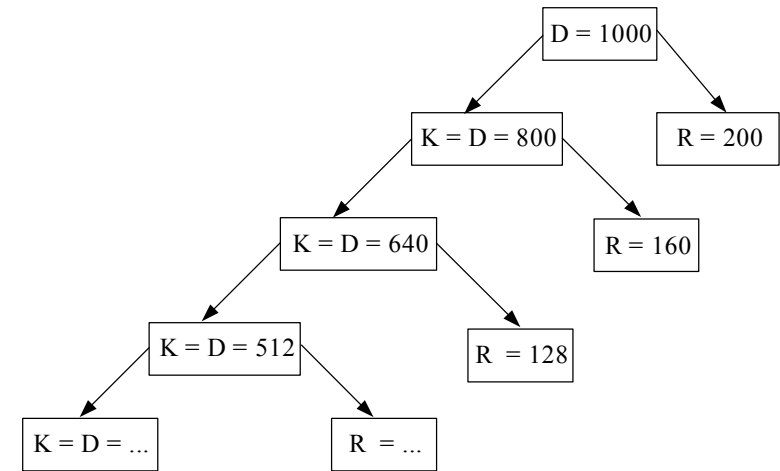 D = 1000
K = D = 800
R = 200
K = D = 640
R = 160
K = D = 512
R = 128
K = D = ...
R = ...